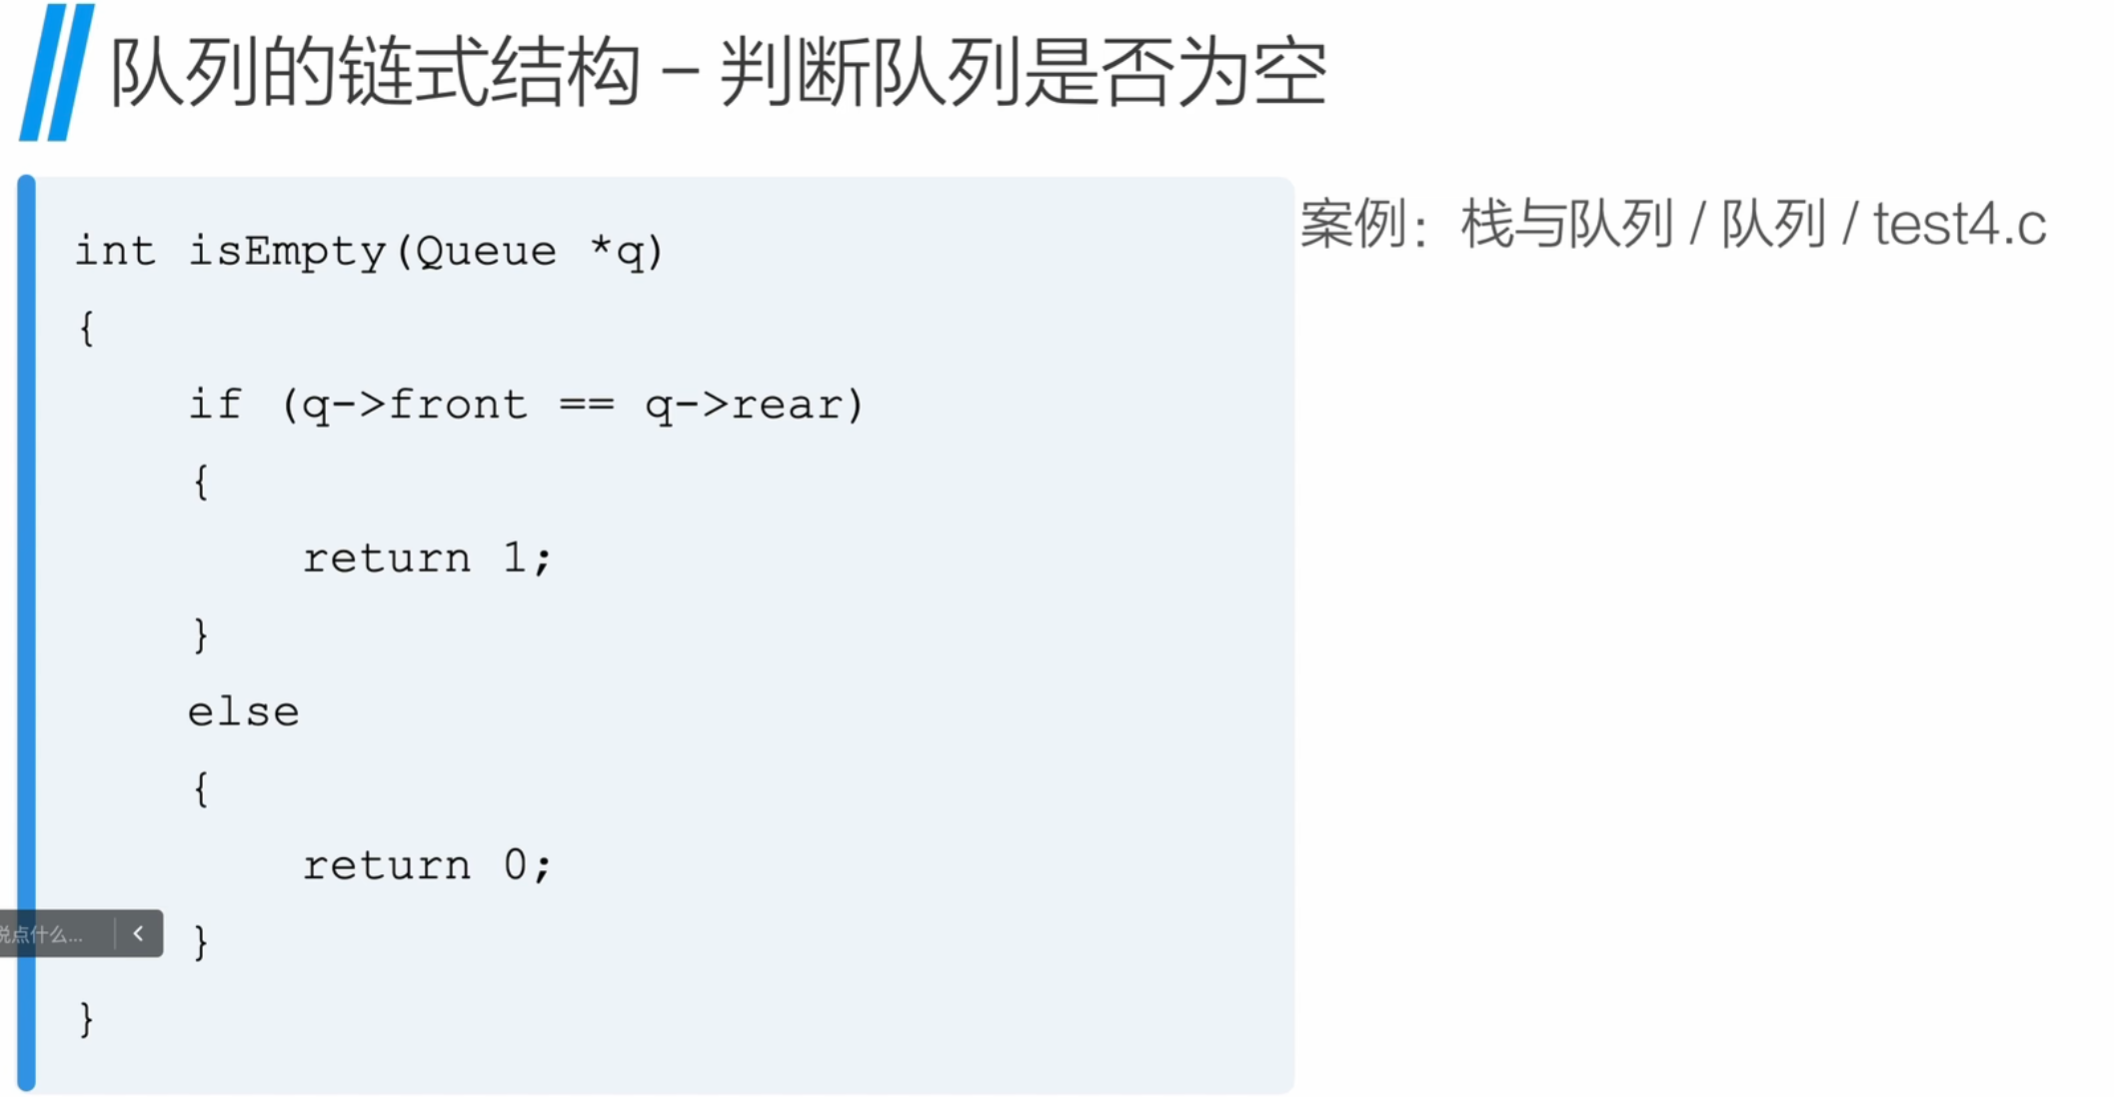 队列的链式结构 – 判断队列是否为空
int isEmpty(Queue *q)
{
    if (q->front == q->rear)
    {
        return 1;
    }
    else
    {
        return 0;
    }
}
案例：栈与队列 / 队列 / test4.c
说点什么...